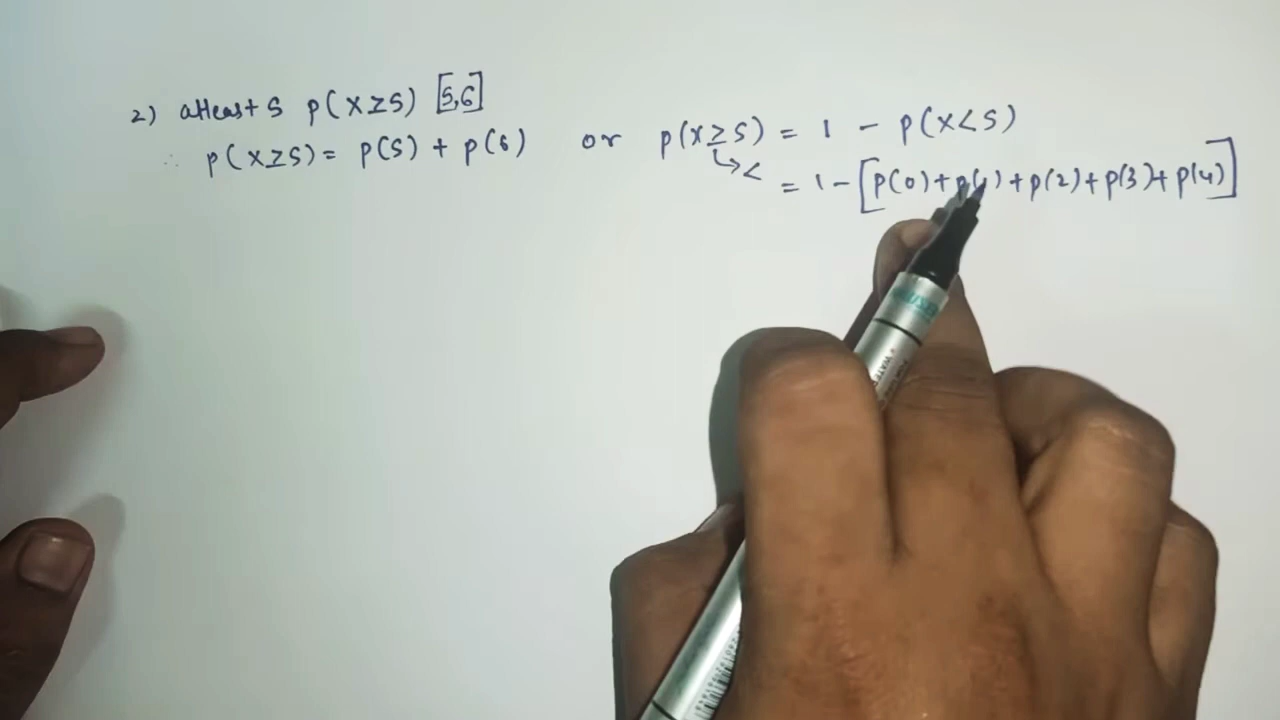 2) atleast 5 p(x≥5) [5,6]
∴ p(x≥5) = p(5) + p(6) or p(x≥5) = 1 - p(x<5)
↳<
= 1 - [p(0)+p(1)+p(2)+p(3)+p(4)]